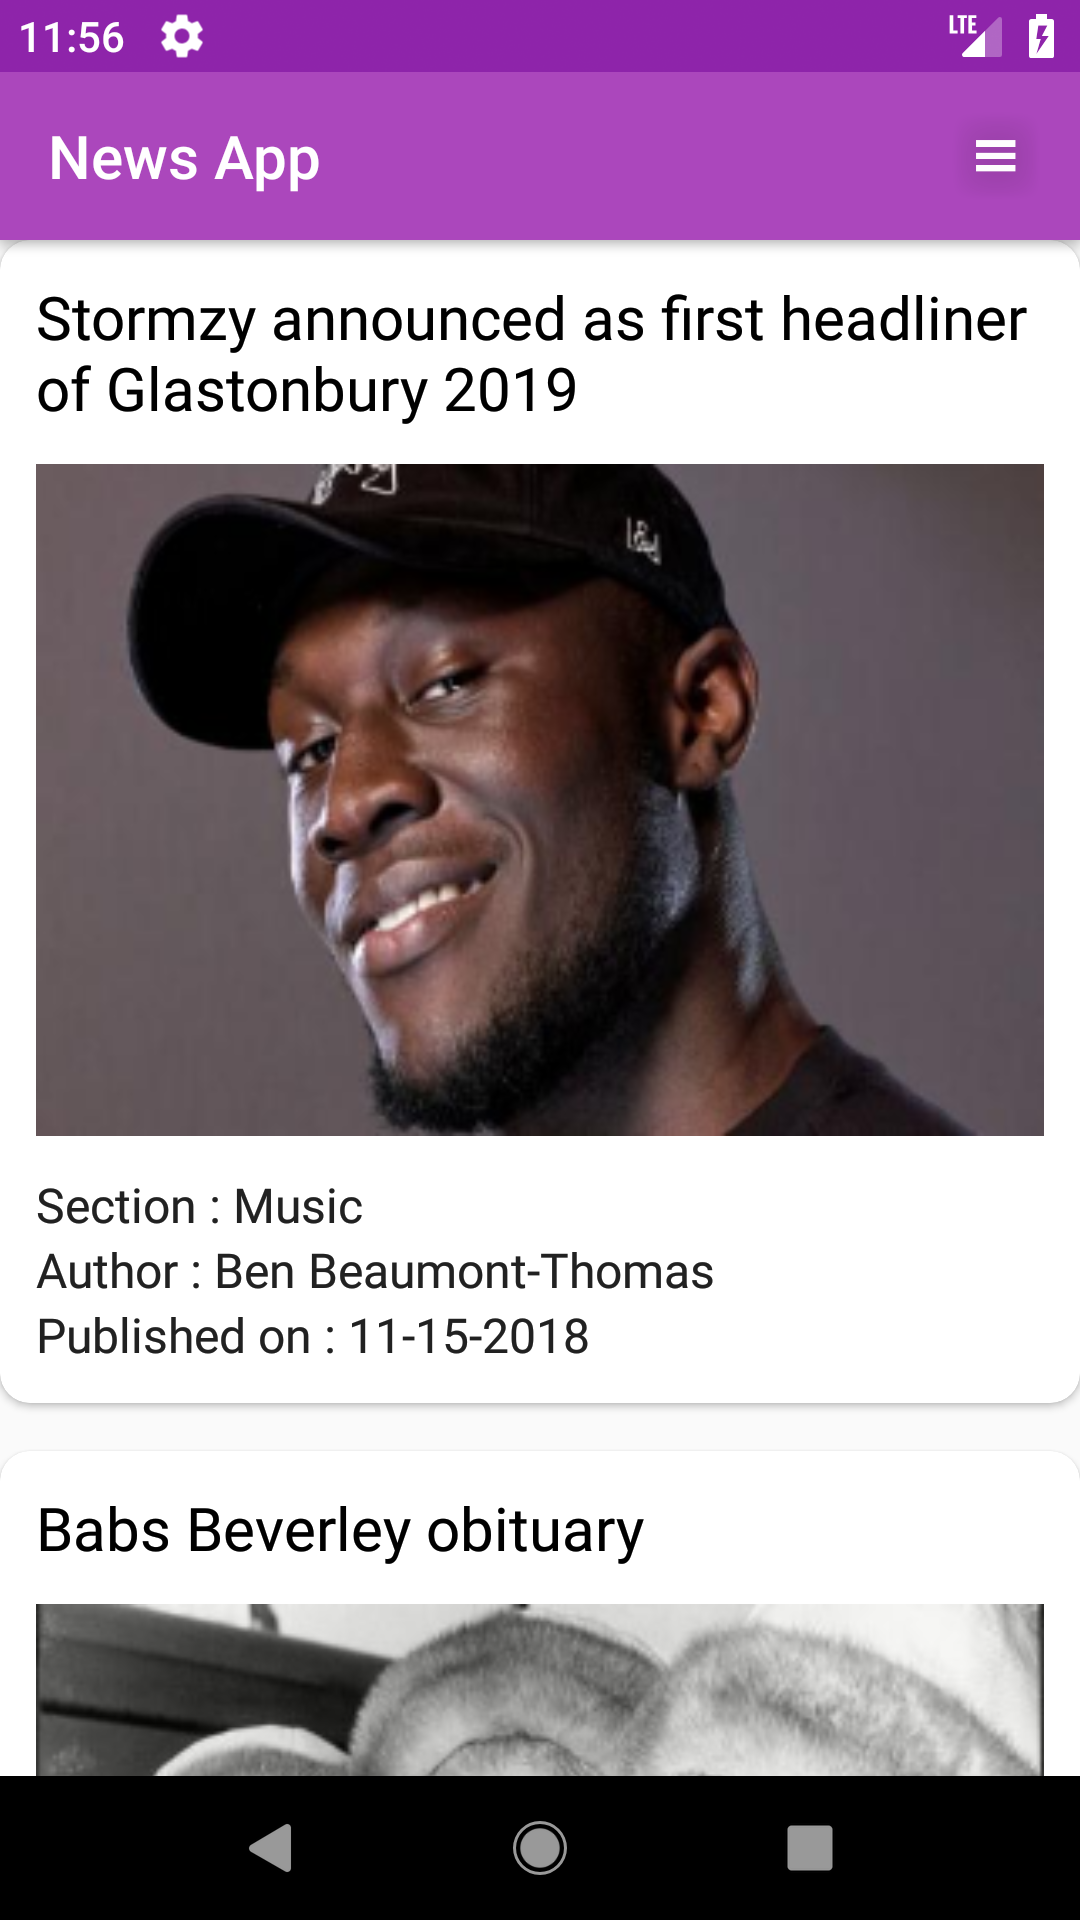 11:56
LTE
News App
Stormzy announced as first headliner
of Glastonbury 2019
Section : Music
Author : Ben Beaumont-Thomas
Published on : 11-15-2018
Babs Beverley obituary